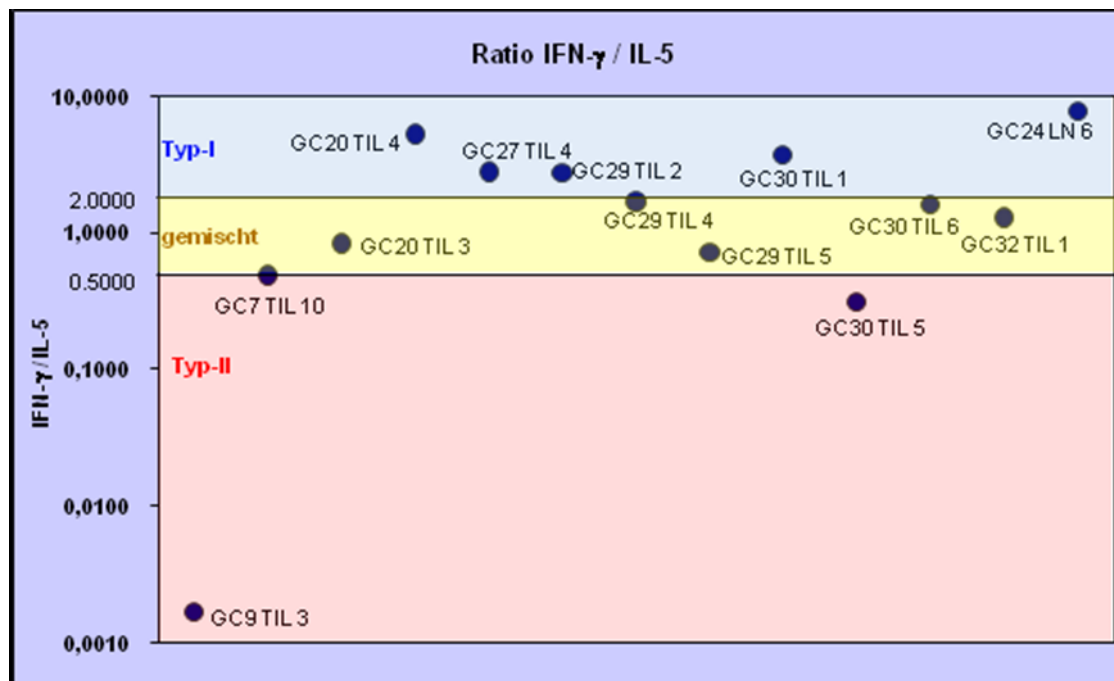 Ratio IFN-γ / IL-5
10,0000
GC24 LN 6
GC20 TIL 4
Typ-I
GC27 TIL 4
GC29 TIL 2
GC30 TIL 1
2.0000
GC29 TIL 4
GC30 TIL 6
1,0000
gemischt
GC20 TIL 3
GC32 TIL 1
GC29 TIL 5
0.5000
GC7 TIL 10
GC30 TIL 5
IFN-γ/IL-5
0,1000
Typ-II
0,0100
GC9 TIL 3
0,0010